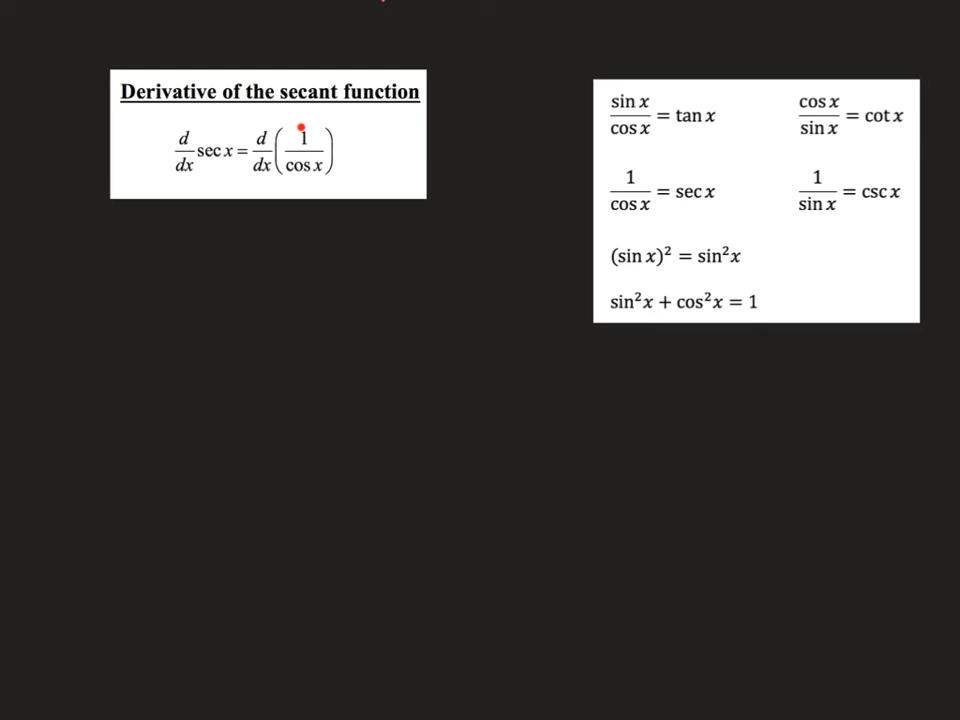 Derivative of the secant function
d/dx sec x = d/dx (1/cos x)
sin x/cos x = tan x
cos x/sin x = cot x
1/cos x = sec x
1/sin x = csc x
(sin x)² = sin²x
sin²x + cos²x = 1